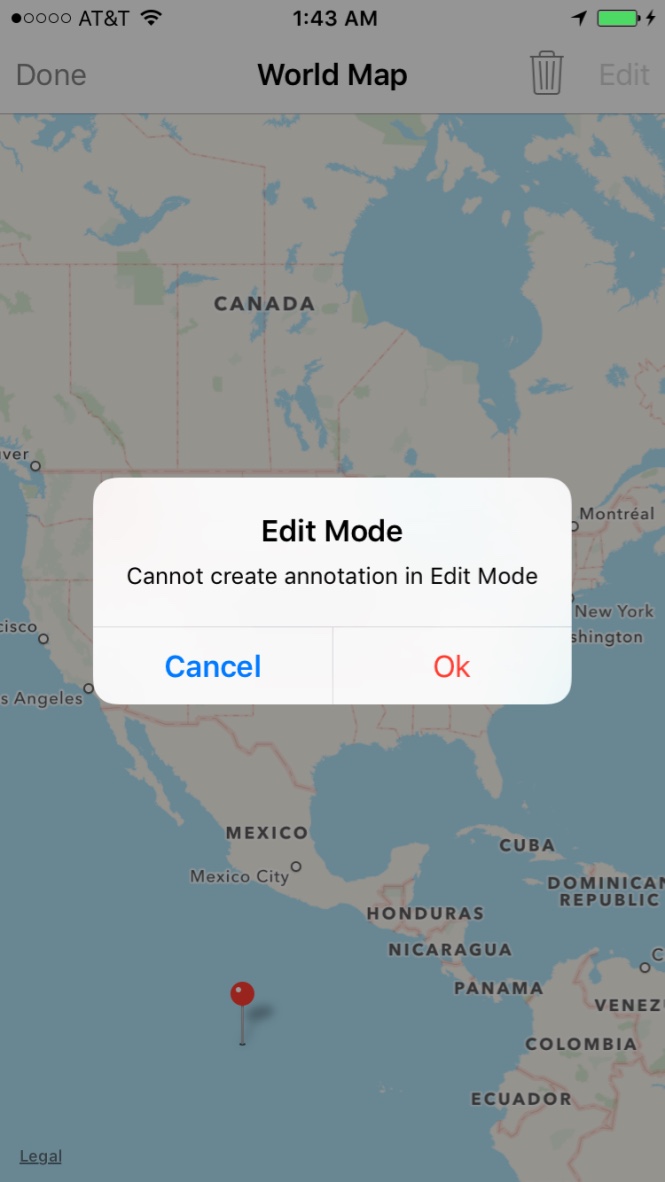 AT&T 1:43 AM
Done World Map Edit
CANADA
ver
Montréal
Edit Mode
Cannot create annotation in Edit Mode
New York
cisco
shington
Cancel Ok
s Angeles
MEXICO
CUBA
Mexico City
DOMINICAN
REPUBLIC
HONDURAS
NICARAGUA
C
PANAMA
VENEZ
COLOMBIA
ECUADOR
Legal